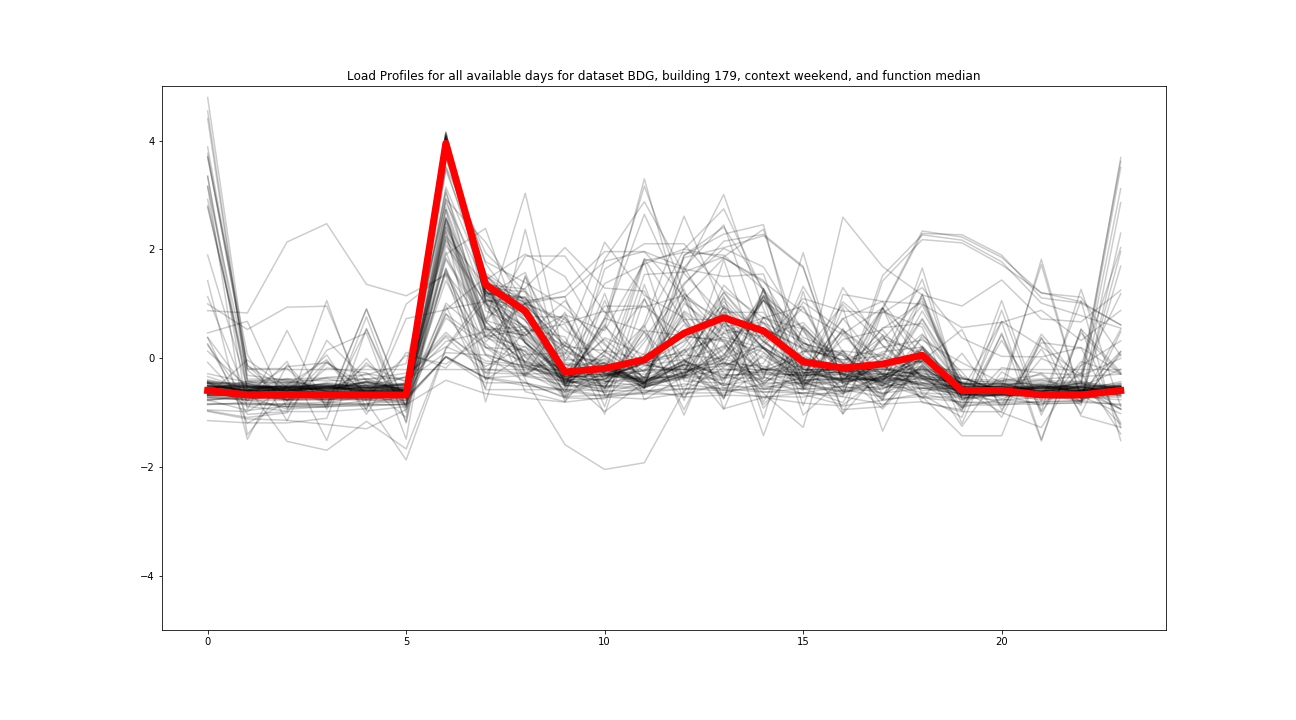 Load Profiles for all available days for dataset BDG, building 179, context weekend, and function median
4
2
0
−2
−4
0 5 10 15 20